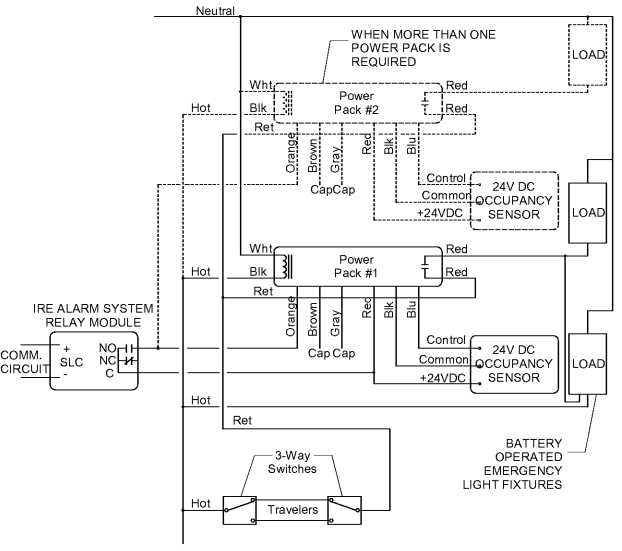 Neutral
WHEN MORE THAN ONE
POWER PACK IS
REQUIRED
LOAD
Wht
Power
Pack #2
Red
Hot
Blk
Red
Ret
Orange
Brown
Gray
Red
Blk
Blu
Cap
Cap
Control
Common
+24VDC
24V DC
OCCUPANCY
SENSOR
LOAD
Wht
Power
Pack #1
Red
Hot
Blk
Red
Ret
Orange
Brown
Gray
Red
Blk
Blu
IRE ALARM SYSTEM
RELAY MODULE
Cap
Cap
Control
Common
+24VDC
24V DC
OCCUPANCY
SENSOR
LOAD
COMM.
CIRCUIT
+
SLC
-
NO
NC
C
Hot
Ret
BATTERY
OPERATED
EMERGENCY
LIGHT FIXTURES
3-Way
Switches
Hot
Travelers